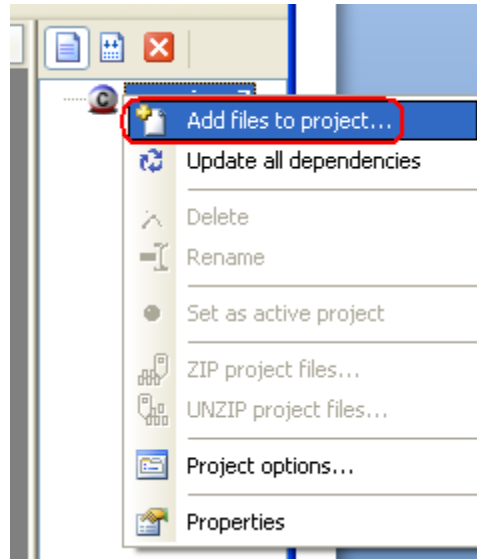 C
Add files to project...
Update all dependencies
Delete
Rename
Set as active project
ZIP project files...
UNZIP project files...
Project options...
Properties